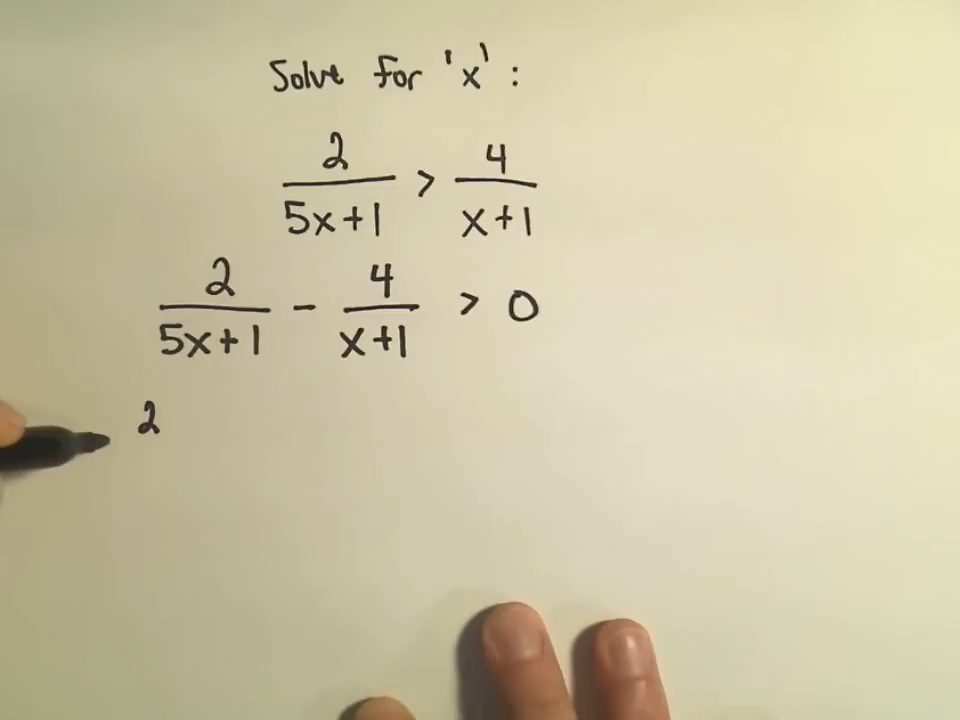 Solve for 'x':
2/(5x+1) > 4/(x+1)
2/(5x+1) - 4/(x+1) > 0
2